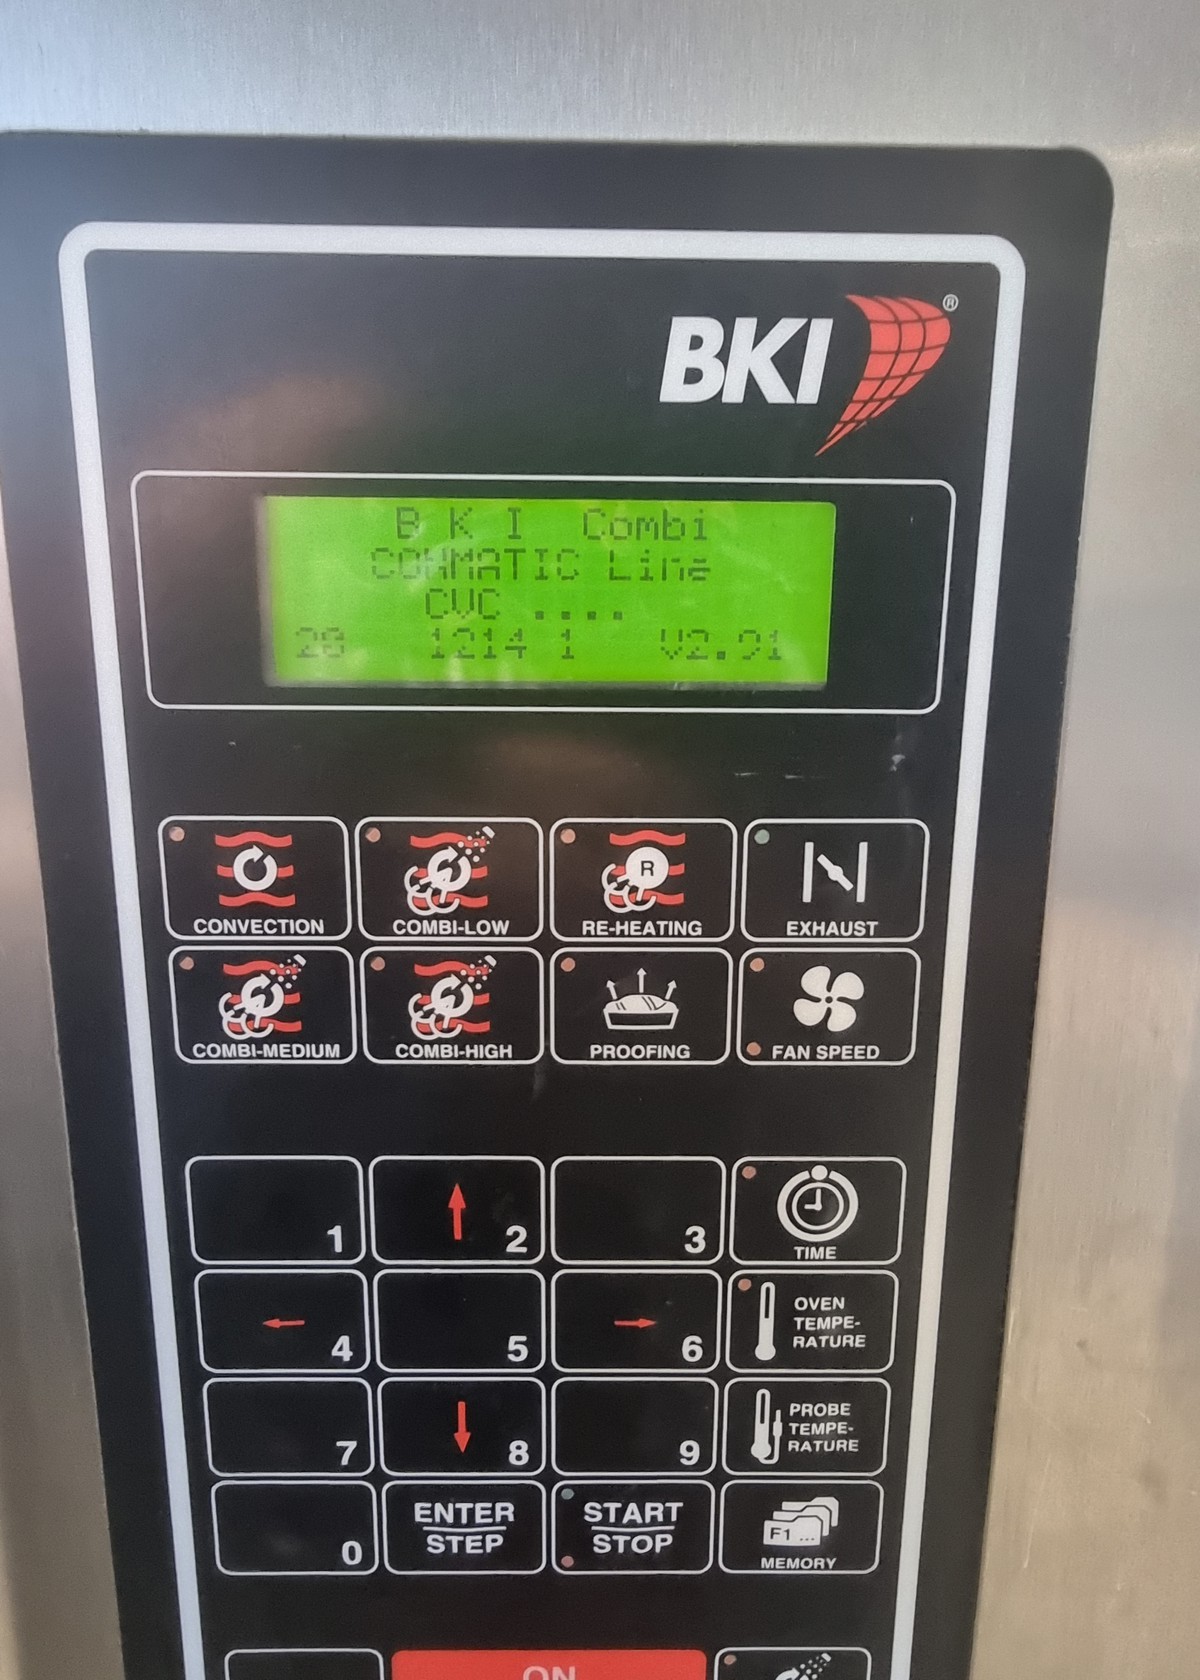 BKI ®
B K I Combi
COMMATIC Line
CVC ....
28 1214 1 V2.91
CONVECTION COMBI-LOW RE-HEATING EXHAUST
R
COMBI-MEDIUM COMBI-HIGH PROOFING FAN SPEED
1 2 3 TIME
4 5 6 OVEN
TEMPE-
RATURE
7 8 9 PROBE
TEMPE-
RATURE
0 ENTER START F1 ...
STEP STOP MEMORY
ON